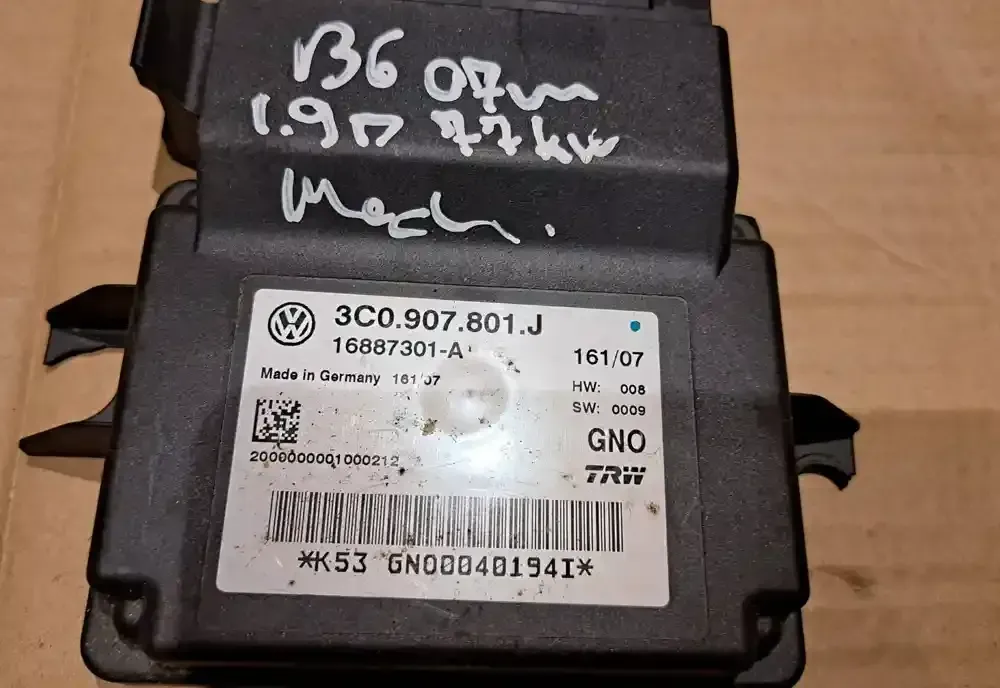 B6 07m
1.9D 77kw
Mech.
3C0.907.801.J
16887301-A
161/07
Made in Germany 161/07
HW: 008
SW: 0009
GNO
2000000001000212
TRW
*K53 GNO0040194I*